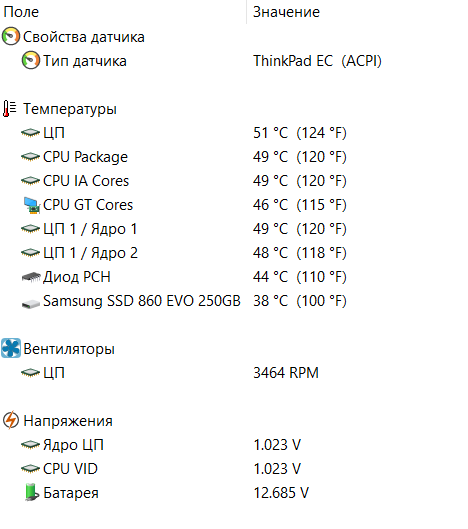 Поле Значение
Свойства датчика
Тип датчика ThinkPad EC (ACPI)
Температуры
ЦП 51 °C (124 °F)
CPU Package 49 °C (120 °F)
CPU IA Cores 49 °C (120 °F)
CPU GT Cores 46 °C (115 °F)
ЦП 1 / Ядро 1 49 °C (120 °F)
ЦП 1 / Ядро 2 48 °C (118 °F)
Диод PCH 44 °C (110 °F)
Samsung SSD 860 EVO 250GB 38 °C (100 °F)
Вентиляторы
ЦП 3464 RPM
Напряжения
Ядро ЦП 1.023 V
CPU VID 1.023 V
Батарея 12.685 V